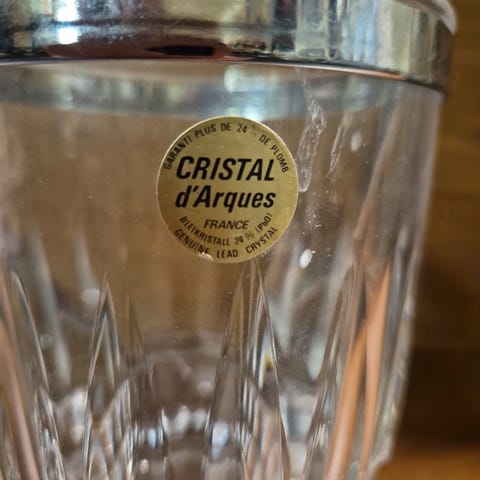 GARANTI PLUS DE 24 % DE PLOMB
CRISTAL
d'Arques
FRANCE
BLEIKRISTALL 24 % (PbO)
GENUINE LEAD CRYSTAL